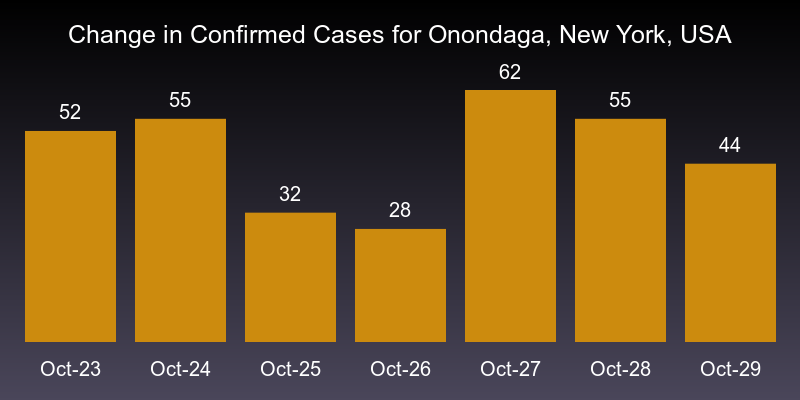 Change in Confirmed Cases for Onondaga, New York, USA
52
55
32
28
62
55
44
Oct-23
Oct-24
Oct-25
Oct-26
Oct-27
Oct-28
Oct-29